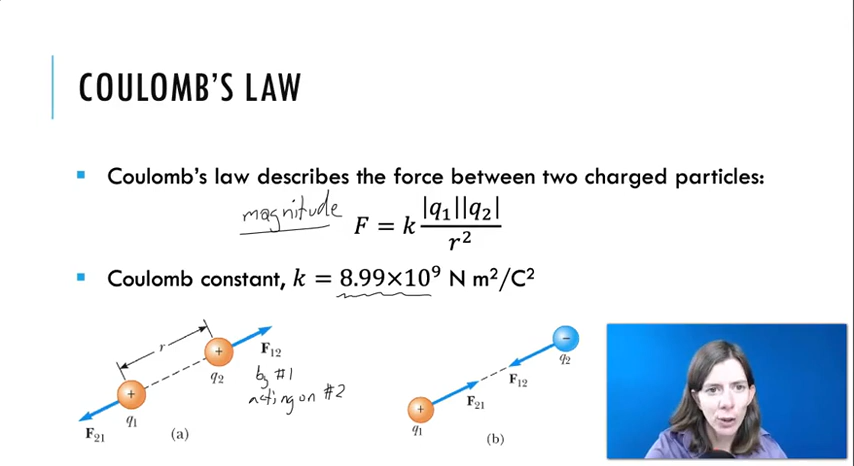 COULOMB'S LAW
▪ Coulomb's law describes the force between two charged particles:
magnitude F = k |q₁||q₂| / r²
▪ Coulomb constant, k = 8.99×10⁹ N m²/C²
r
+
F₁₂
q₂
by #1
acting on #2
+
q₁
F₂₁
(a)
−
q₂
F₁₂
F₂₁
+
q₁
(b)